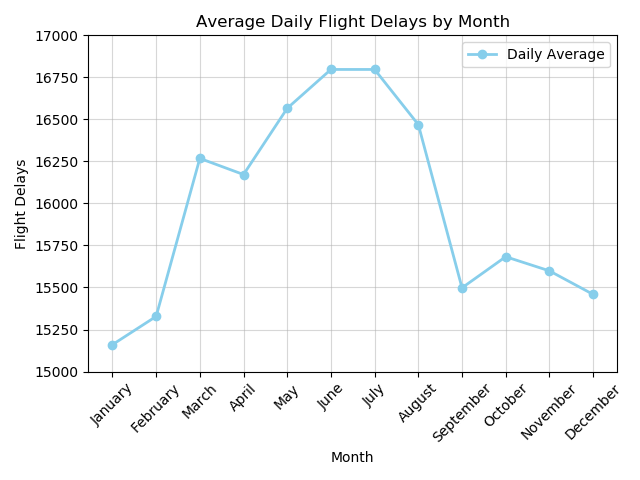 Average Daily Flight Delays by Month
Daily Average
Flight Delays
17000
16750
16500
16250
16000
15750
15500
15250
15000
January
February
March
April
May
June
July
August
September
October
November
December
Month